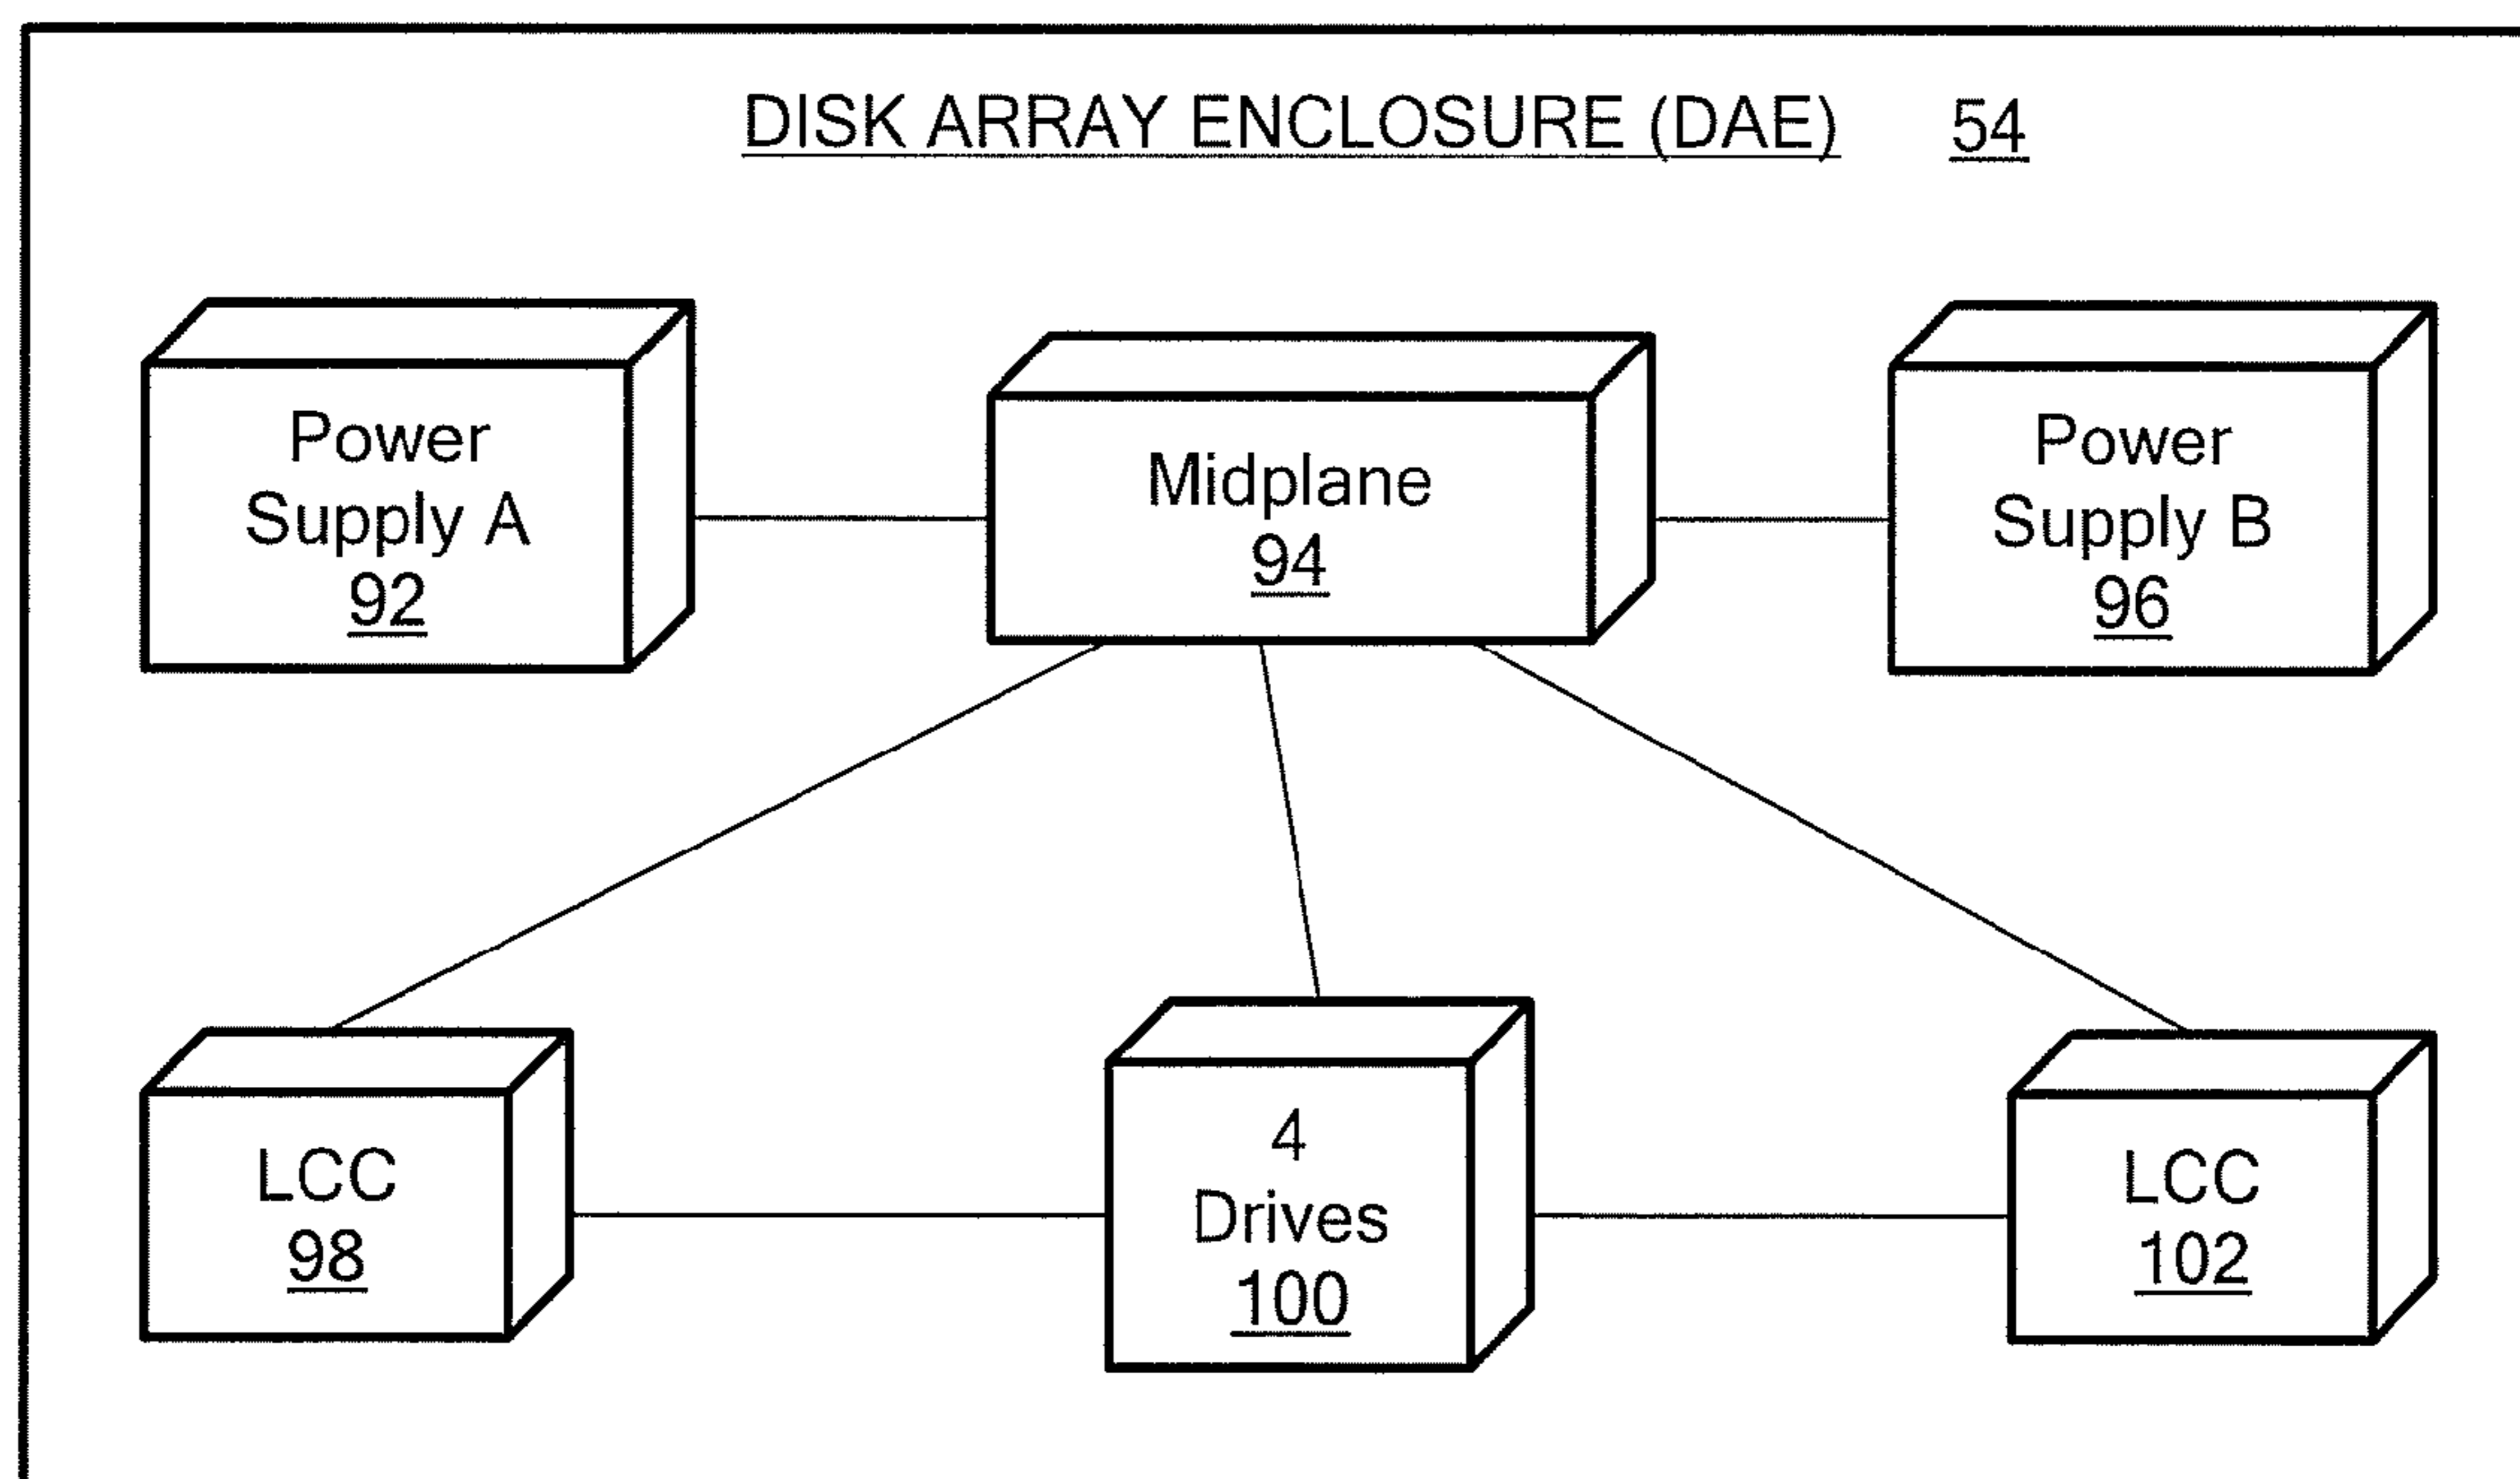 DISK ARRAY ENCLOSURE (DAE) 54
Power
Supply A
92
Midplane
94
Power
Supply B
96
LCC
98
4
Drives
100
LCC
102